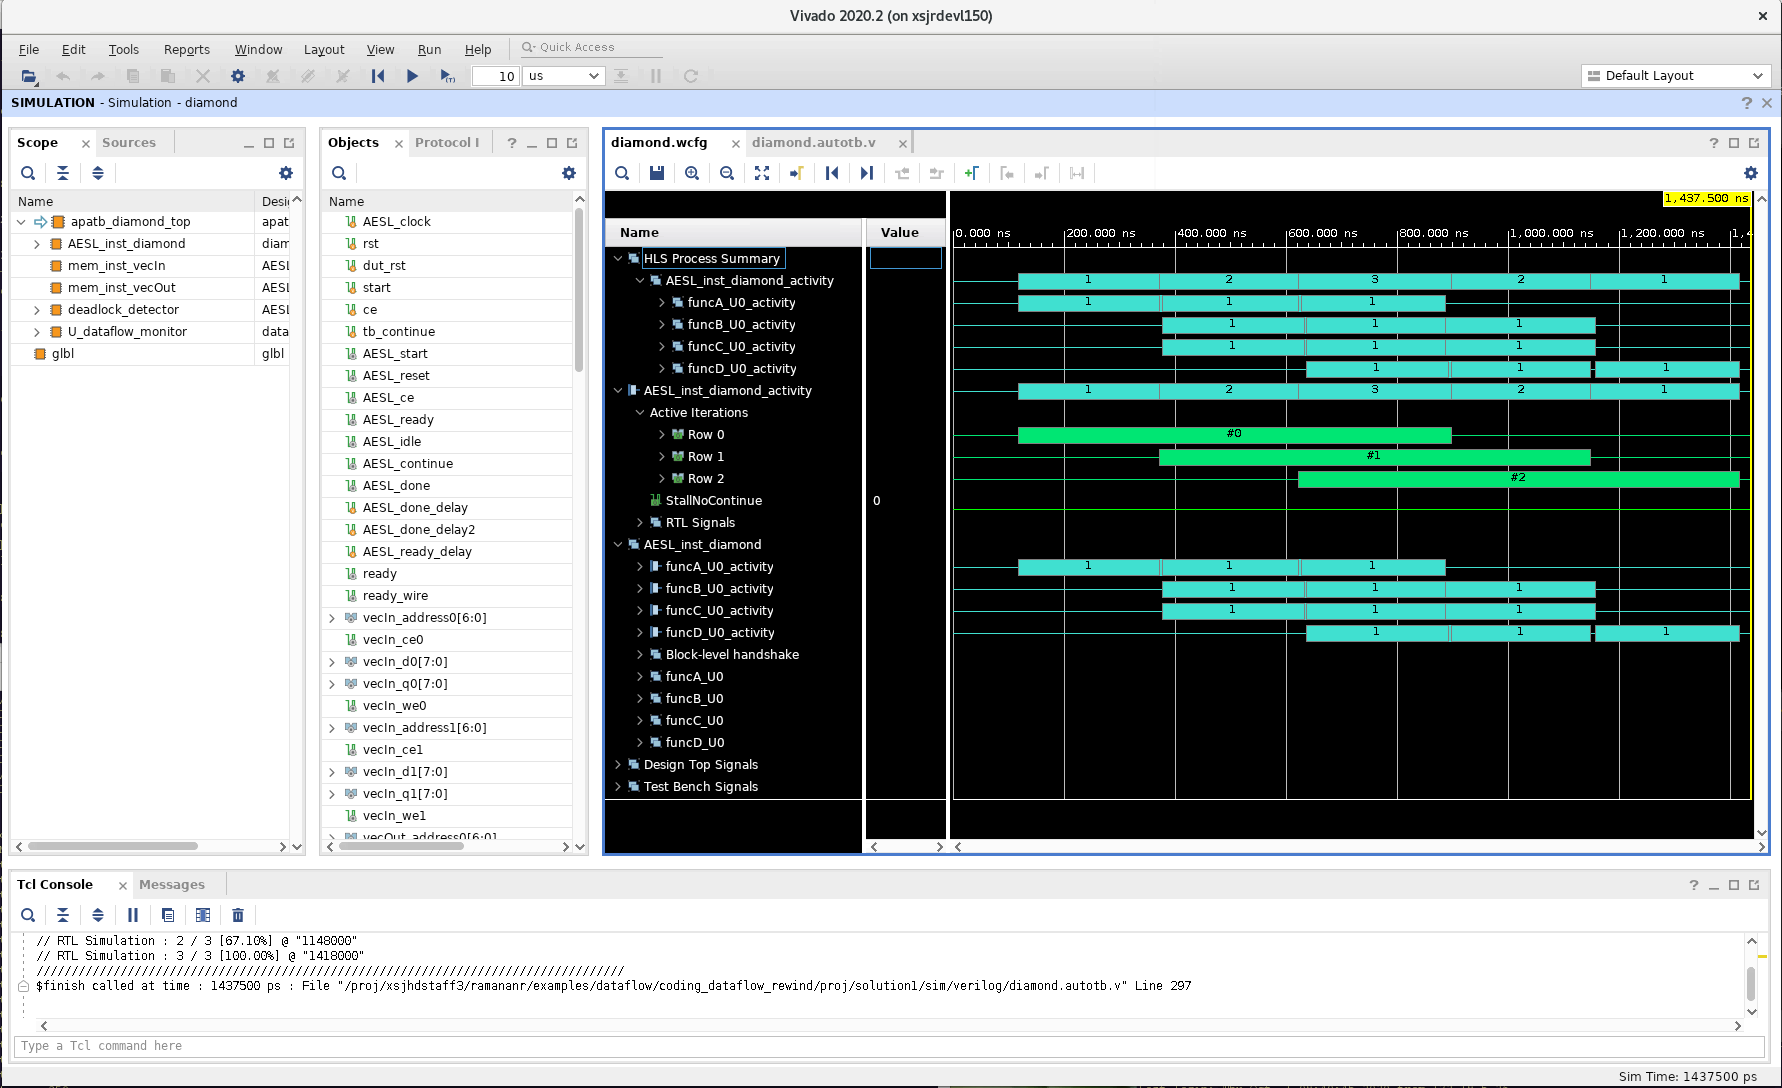 Vivado 2020.2 (on xsjrdevl150)
File Edit Tools Reports Window Layout View Run Help Quick Access
10 us Default Layout
SIMULATION - Simulation - diamond
Scope Sources
Name Desi
apatb_diamond_top apat
AESL_inst_diamond diam
mem_inst_vecIn AESL
mem_inst_vecOut AESL
deadlock_detector AESL
U_dataflow_monitor data
glbl glbl
Objects Protocol I
Name
AESL_clock
rst
dut_rst
start
ce
tb_continue
AESL_start
AESL_reset
AESL_ce
AESL_ready
AESL_idle
AESL_continue
AESL_done
AESL_done_delay
AESL_done_delay2
AESL_ready_delay
ready
ready_wire
vecIn_address0[6:0]
vecIn_ce0
vecIn_d0[7:0]
vecIn_q0[7:0]
vecIn_we0
vecIn_address1[6:0]
vecIn_ce1
vecIn_d1[7:0]
vecIn_q1[7:0]
vecIn_we1
vecOut_address0[6:0]
diamond.wcfg diamond.autotb.v
1,437.500 ns
Name Value 0.000 ns 200.000 ns 400.000 ns 600.000 ns 800.000 ns 1,000.000 ns 1,200.000 ns 1,4
HLS Process Summary
AESL_inst_diamond_activity 1 2 3 2 1
funcA_U0_activity 1 1 1
funcB_U0_activity 1 1 1
funcC_U0_activity 1 1 1
funcD_U0_activity 1 1 1
AESL_inst_diamond_activity 1 2 3 2 1
Active Iterations
Row 0 #0
Row 1 #1
Row 2 #2
StallNoContinue 0
RTL Signals
AESL_inst_diamond
funcA_U0_activity 1 1 1
funcB_U0_activity 1 1 1
funcC_U0_activity 1 1 1
funcD_U0_activity 1 1 1
Block-level handshake
funcA_U0
funcB_U0
funcC_U0
funcD_U0
Design Top Signals
Test Bench Signals
Tcl Console Messages
// RTL Simulation : 2 / 3 [67.10%] @ "1148000"
// RTL Simulation : 3 / 3 [100.00%] @ "1418000"
////////////////////////////////////////////////////////////////////////////////////
$finish called at time : 1437500 ps : File "/proj/xsjhdstaff3/ramananr/examples/dataflow/coding_dataflow_rewind/proj/solution1/sim/verilog/diamond.autotb.v" Line 297
Type a Tcl command here
Sim Time: 1437500 ps